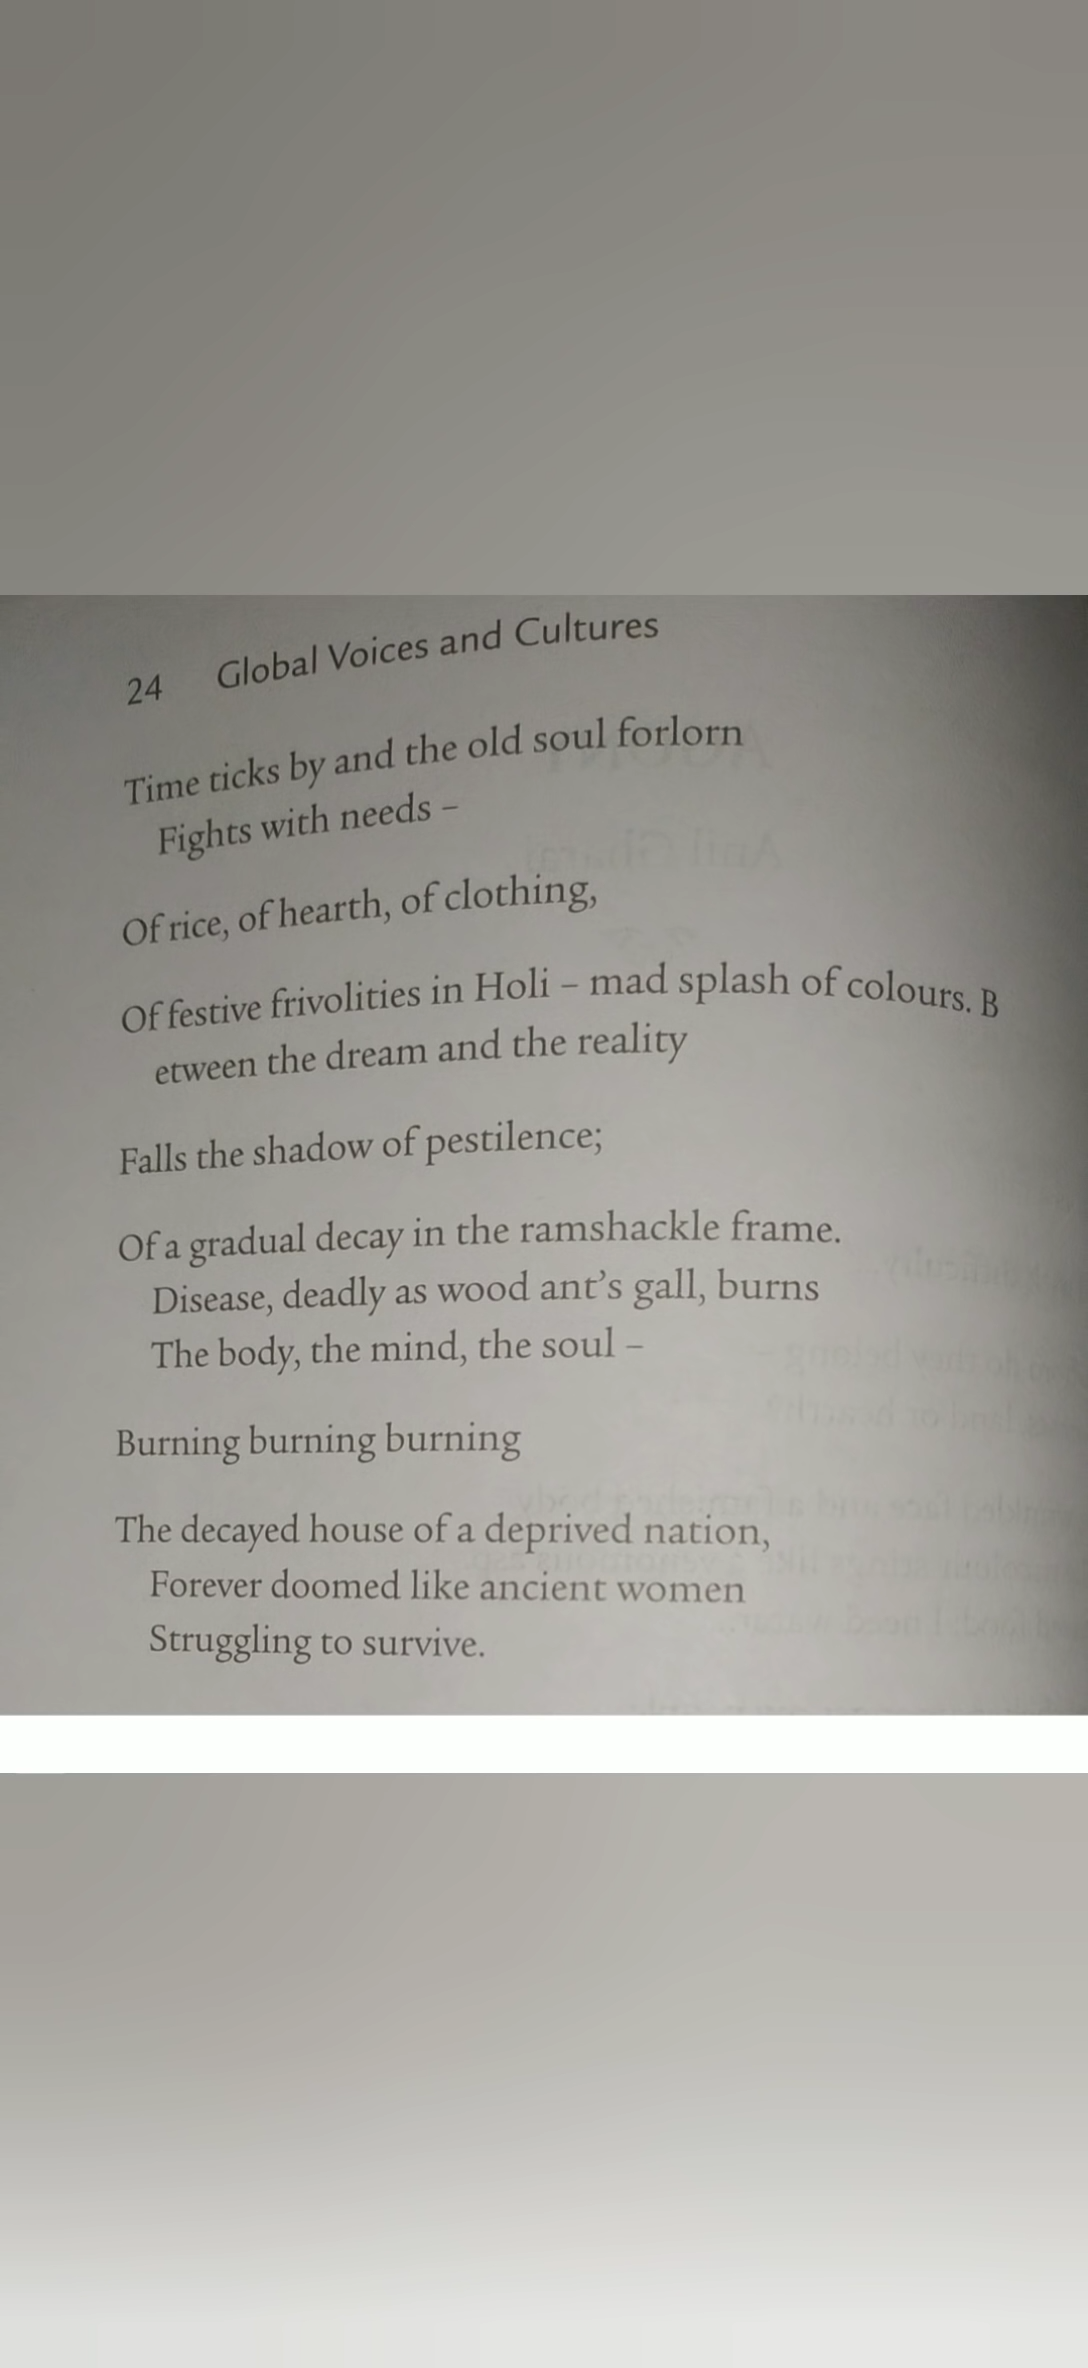 24 Global Voices and Cultures
Time ticks by and the old soul forlorn
Fights with needs –
Of rice, of hearth, of clothing,
Of festive frivolities in Holi – mad splash of colours. B
etween the dream and the reality
Falls the shadow of pestilence;
Of a gradual decay in the ramshackle frame.
Disease, deadly as wood ant's gall, burns
The body, the mind, the soul –
Burning burning burning
The decayed house of a deprived nation,
Forever doomed like ancient women
Struggling to survive.